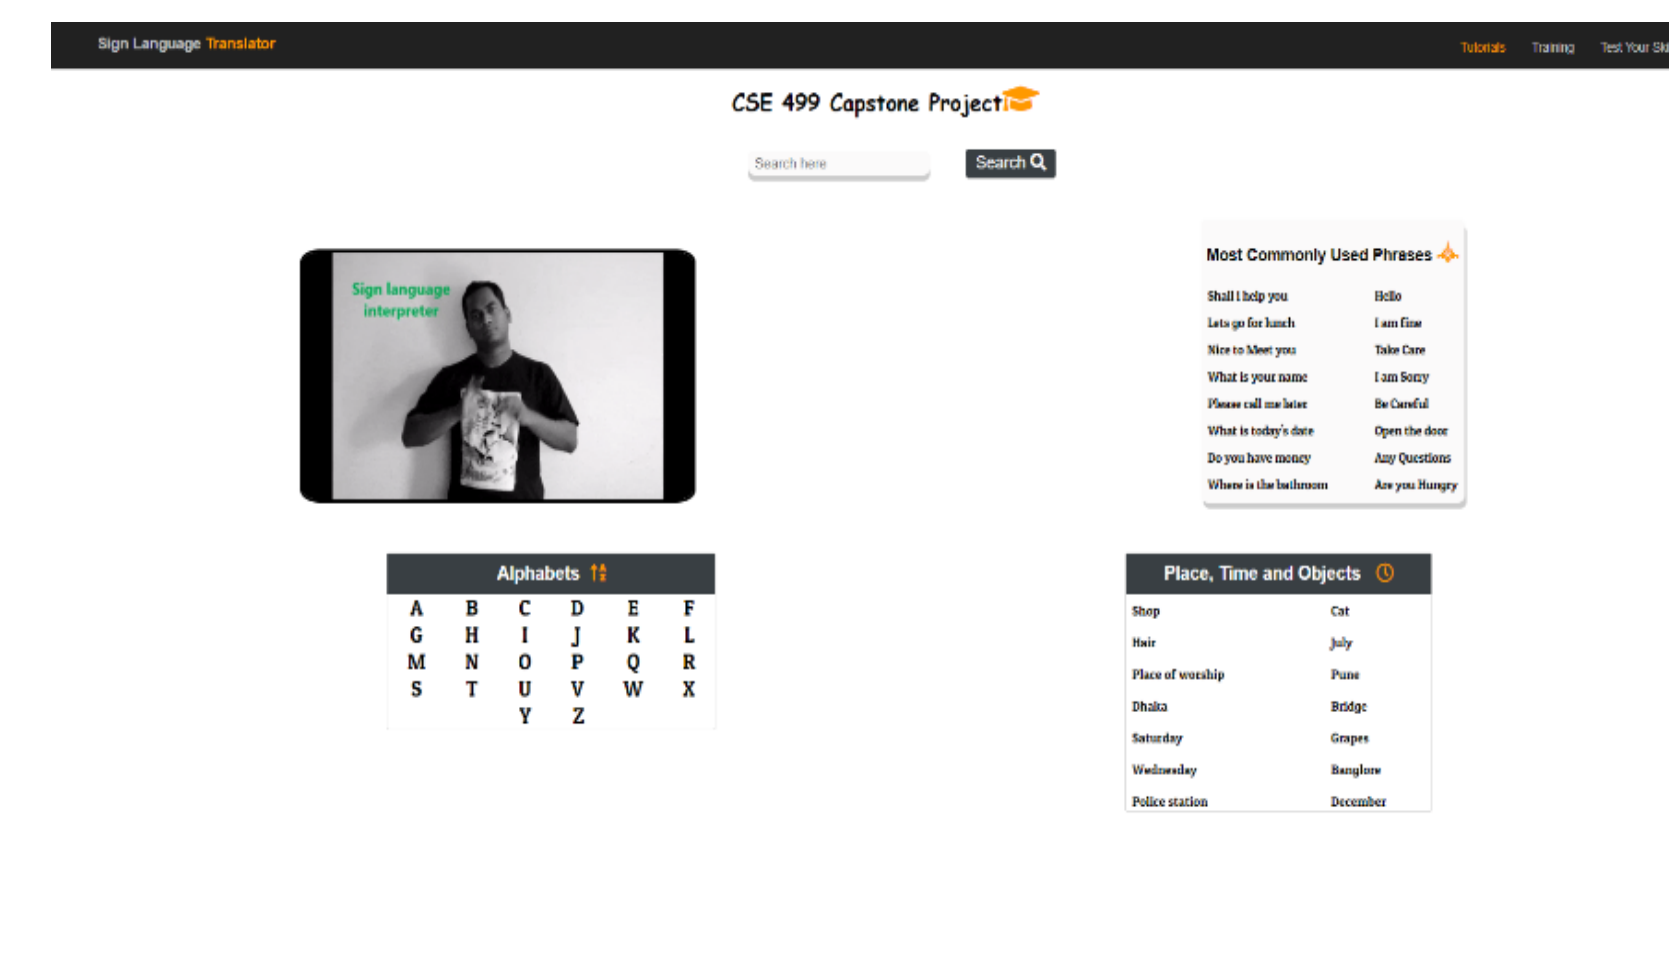 Sign Language Translator
Tutorials Training Test Your
CSE 499 Capstone Project
Search here
Search
Sign language
interpreter
Most Commonly Used Phrases
Shall i help you Hello
Lets go for lunch I am fine
Nice to Meet you Take Care
What is your name I am Sorry
Please call me later Be Careful
What is today's date Open the door
Do you have money Any Questions
Where is the bathroom Are you Hungry
Alphabets
A B C D E F
G H I J K L
M N O P Q R
S T U V W X
Y Z
Place, Time and Objects
Shop Cat
Hair July
Place of worship Pune
Dhaka Bridge
Saturday Grapes
Wednesday Banglore
Police station December